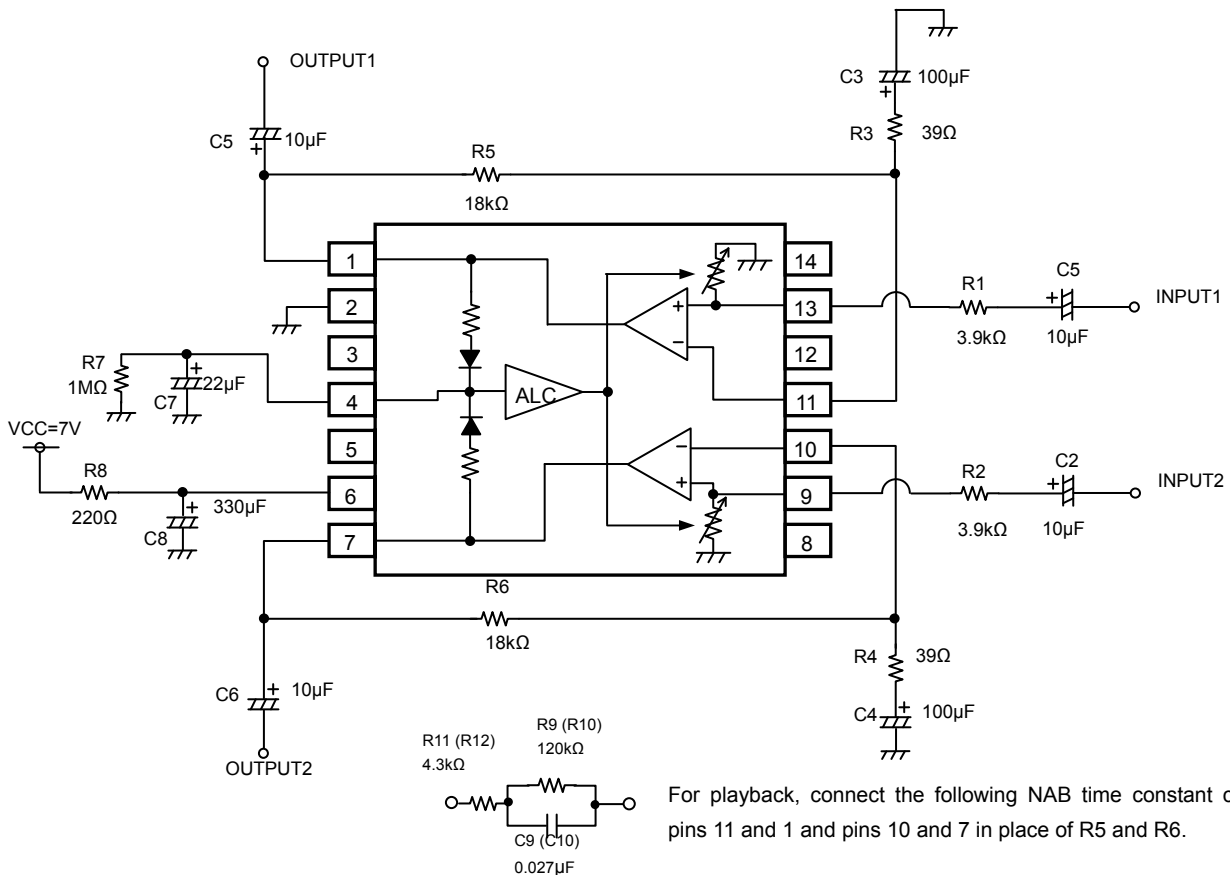 OUTPUT1
C3
100µF
+
R3
39Ω
C5
10µF
+
R5
18kΩ
1
14
R1
C5
+
INPUT1
3.9kΩ
10µF
2
+
−
13
3
12
R7
1MΩ
+
22µF
C7
4
ALC
11
VCC=7V
5
−
+
10
R8
220Ω
330µF
+
C8
6
9
R2
C2
+
INPUT2
3.9kΩ
10µF
7
8
R6
18kΩ
R4
39Ω
C6
+
10µF
C4
+
100µF
OUTPUT2
R11 (R12)
4.3kΩ
R9 (R10)
120kΩ
C9 (C10)
0.027µF
For playback, connect the following NAB time constant
pins 11 and 1 and pins 10 and 7 in place of R5 and R6.